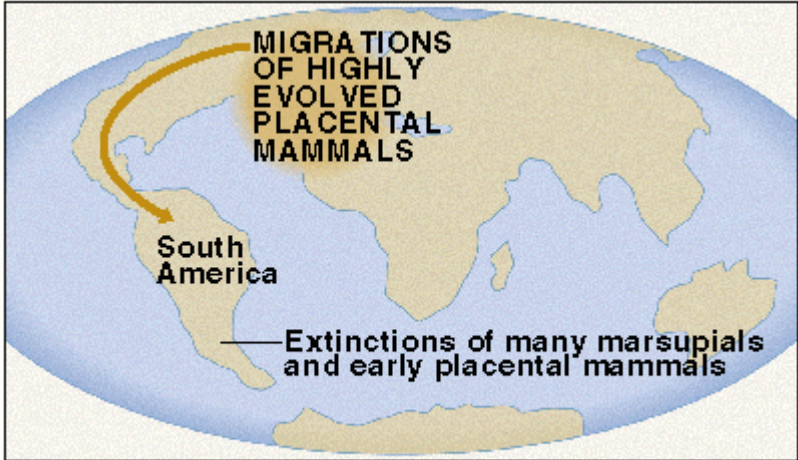 MIGRATIONS
OF HIGHLY
EVOLVED
PLACENTAL
MAMMALS
South
America
Extinctions of many marsupials
and early placental mammals